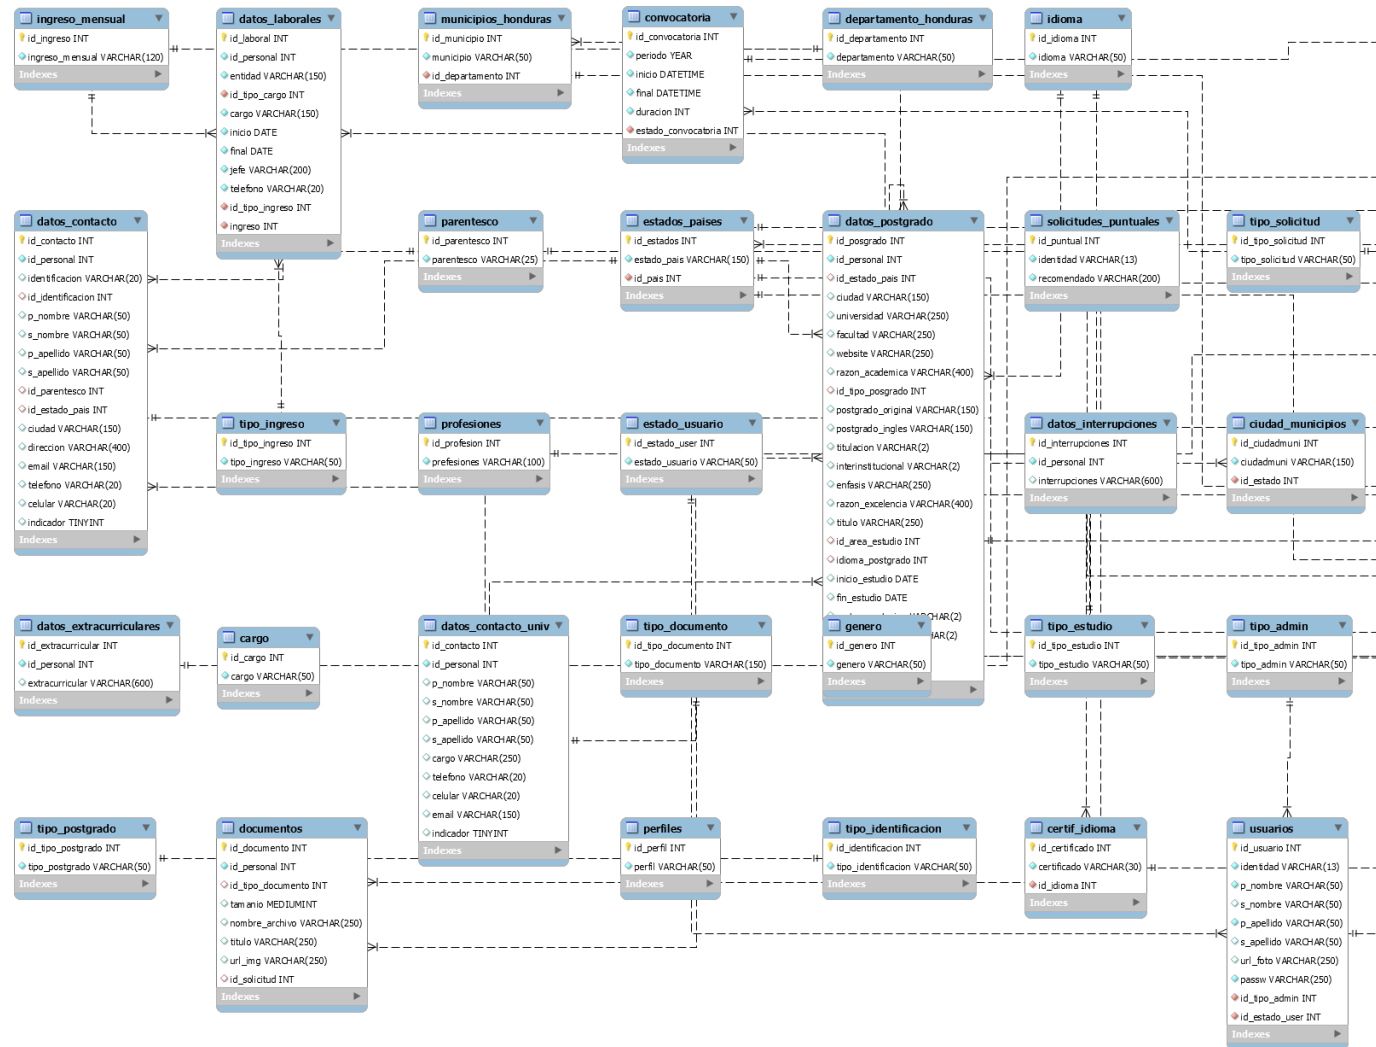 ingreso_mensual
id_ingreso INT
ingreso_mensual VARCHAR(120)
Indexes
datos_laborales
id_laboral INT
id_personal INT
entidad VARCHAR(150)
id_tipo_cargo INT
cargo VARCHAR(150)
inicio DATE
final DATE
jefe VARCHAR(200)
telefono VARCHAR(20)
id_tipo_ingreso INT
ingreso INT
Indexes
municipios_honduras
id_municipio INT
municipio VARCHAR(50)
id_departamento INT
Indexes
convocatoria
id_convocatoria INT
periodo YEAR
inicio DATETIME
final DATETIME
duracion INT
estado_convocatoria INT
Indexes
departamento_honduras
id_departamento INT
departamento VARCHAR(50)
Indexes
idioma
id_idioma INT
idioma VARCHAR(50)
Indexes
datos_contacto
id_contacto INT
id_personal INT
identificacion VARCHAR(20)
id_identificacion INT
p_nombre VARCHAR(50)
s_nombre VARCHAR(50)
p_apellido VARCHAR(50)
s_apellido VARCHAR(50)
id_parentesco INT
id_estado_pais INT
ciudad VARCHAR(150)
direccion VARCHAR(400)
email VARCHAR(150)
telefono VARCHAR(20)
celular VARCHAR(20)
indicador TINYINT
Indexes
parentesco
id_parentesco INT
parentesco VARCHAR(25)
Indexes
estados_paises
id_estados INT
estado_pais VARCHAR(150)
id_pais INT
Indexes
datos_postgrado
id_posgrado INT
id_personal INT
id_estado_pais INT
ciudad VARCHAR(150)
universidad VARCHAR(250)
facultad VARCHAR(250)
website VARCHAR(250)
razon_academica VARCHAR(400)
id_tipo_posgrado INT
postgrado_original VARCHAR(150)
postgrado_ingles VARCHAR(150)
titulacion VARCHAR(2)
interinstitucional VARCHAR(2)
enfasis VARCHAR(250)
razon_excelencia VARCHAR(400)
titulo VARCHAR(250)
id_area_estudio INT
idioma_postgrado INT
inicio_estudio DATE
fin_estudio DATE
CHAR(2)
AR(2)
solicitudes_puntuales
id_puntual INT
identidad VARCHAR(13)
recomendado VARCHAR(200)
Indexes
tipo_solicitud
id_tipo_solicitud INT
tipo_solicitud VARCHAR(50)
Indexes
tipo_ingreso
id_tipo_ingreso INT
tipo_ingreso VARCHAR(50)
Indexes
profesiones
id_profesion INT
prefesiones VARCHAR(100)
Indexes
estado_usuario
id_estado_user INT
estado_usuario VARCHAR(50)
Indexes
datos_interrupciones
id_interrupciones INT
id_personal INT
interrupciones VARCHAR(600)
Indexes
ciudad_municipios
id_ciudadmuni INT
ciudadmuni VARCHAR(150)
id_estado INT
Indexes
datos_extracurriculares
id_extracurricular INT
id_personal INT
extracurricular VARCHAR(600)
Indexes
cargo
id_cargo INT
cargo VARCHAR(50)
Indexes
datos_contacto_univ
id_contacto INT
id_personal INT
p_nombre VARCHAR(50)
s_nombre VARCHAR(50)
p_apellido VARCHAR(50)
s_apellido VARCHAR(50)
cargo VARCHAR(250)
telefono VARCHAR(20)
celular VARCHAR(20)
email VARCHAR(150)
indicador TINYINT
Indexes
tipo_documento
id_tipo_documento INT
tipo_documento VARCHAR(150)
Indexes
genero
id_genero INT
genero VARCHAR(50)
Indexes
tipo_estudio
id_tipo_estudio INT
tipo_estudio VARCHAR(50)
Indexes
tipo_admin
id_tipo_admin INT
tipo_admin VARCHAR(50)
Indexes
tipo_postgrado
id_tipo_postgrado INT
tipo_postgrado VARCHAR(50)
Indexes
documentos
id_documento INT
id_personal INT
id_tipo_documento INT
tamanio MEDIUMINT
nombre_archivo VARCHAR(250)
titulo VARCHAR(250)
url_img VARCHAR(250)
id_solicitud INT
Indexes
perfiles
id_perfil INT
perfil VARCHAR(50)
Indexes
tipo_identificacion
id_identificacion INT
tipo_identificacion VARCHAR(50)
Indexes
certif_idioma
id_certificado INT
certificado VARCHAR(30)
id_idioma INT
Indexes
usuarios
id_usuario INT
identidad VARCHAR(13)
p_nombre VARCHAR(50)
s_nombre VARCHAR(50)
p_apellido VARCHAR(50)
s_apellido VARCHAR(50)
url_foto VARCHAR(250)
passw VARCHAR(250)
id_tipo_admin INT
id_estado_user INT
Indexes